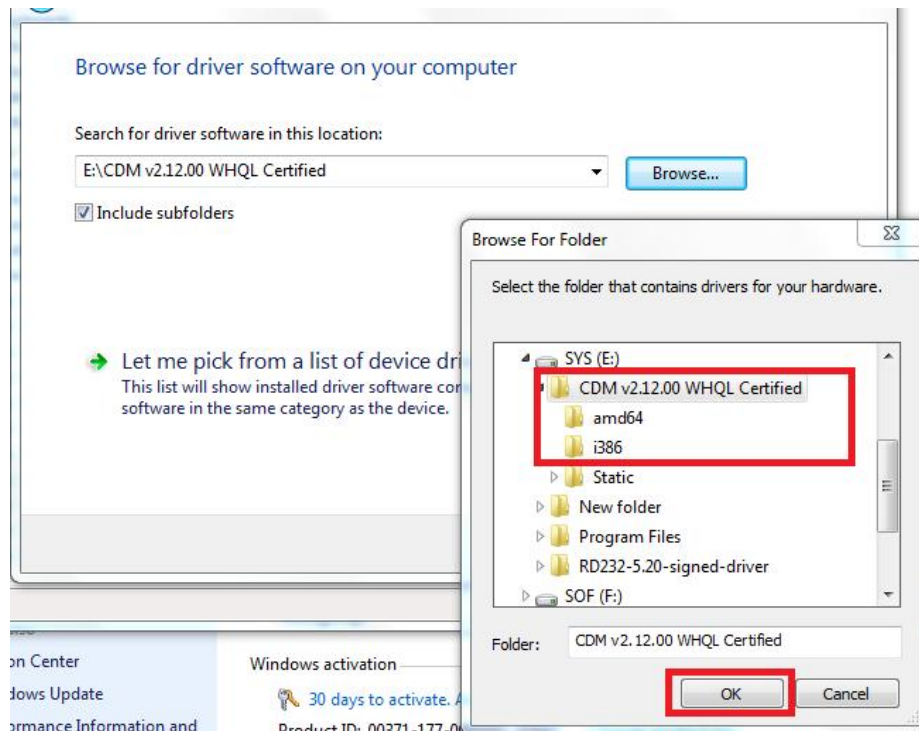 Browse for driver software on your computer
Search for driver software in this location:
E:\CDM v2.12.00 WHQL Certified
Browse...
Include subfolders
Let me pick from a list of device
This list will show installed driver software
software in the same category as the device.
Browse For Folder
Select the folder that contains drivers for your hardware.
SYS (E:)
CDM v2.12.00 WHQL Certified
amd64
i386
Static
New folder
Program Files
RD232-5.20-signed-driver
SOF (F:)
Folder:
CDM v2.12.00 WHQL Certified
OK
Cancel
Center
Update
Information and
Windows activation
30 days to activate.
Product ID: 00371-177-0